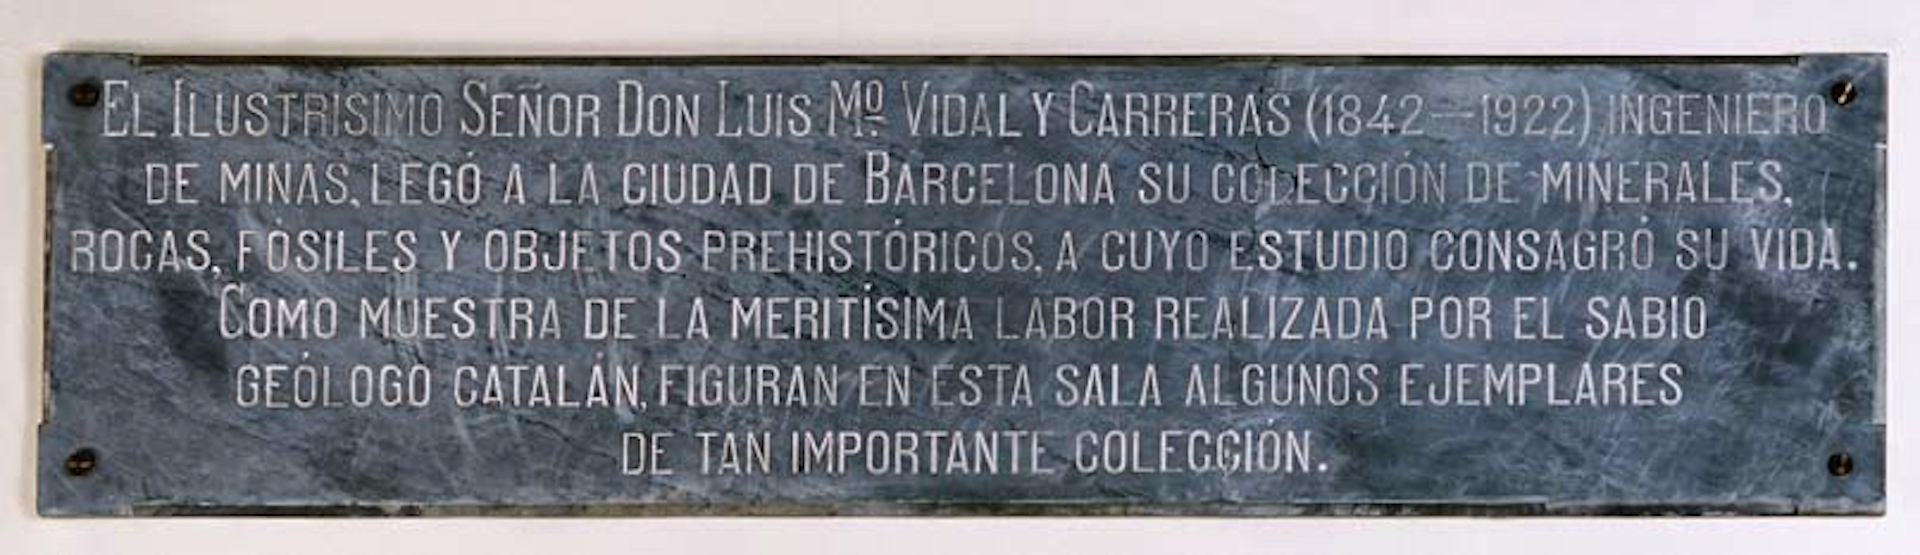 El Ilustrisimo Señor Don Luis Mº Vidal y Carreras (1842—1922) ingeniero
de minas, legó a la ciudad de Barcelona su colección de minerales,
rocas, fósiles y objetos prehistóricos, a cuyo estudio consagró su vida.
Como muestra de la meritísima labor realizada por el sabio
geólogo catalán, figuran en esta sala algunos ejemplares
de tan importante colección.